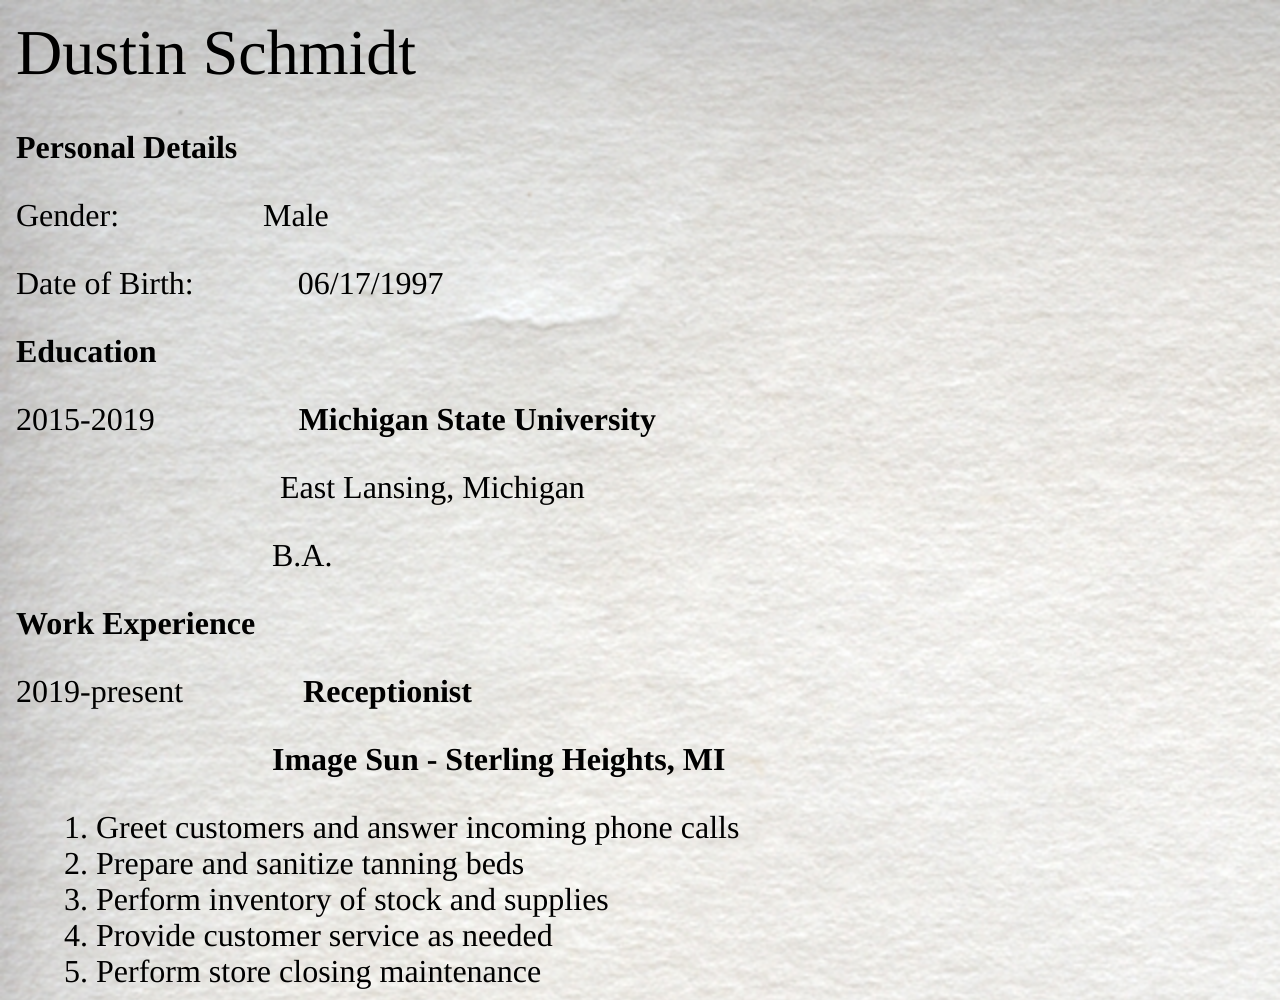 Dustin Schmidt
Personal Details
Gender: Male
Date of Birth: 06/17/1997
Education
2015-2019 Michigan State University
East Lansing, Michigan
B.A.
Work Experience
2019-present Receptionist
Image Sun - Sterling Heights, MI
1. Greet customers and answer incoming phone calls
2. Prepare and sanitize tanning beds
3. Perform inventory of stock and supplies
4. Provide customer service as needed
5. Perform store closing maintenance